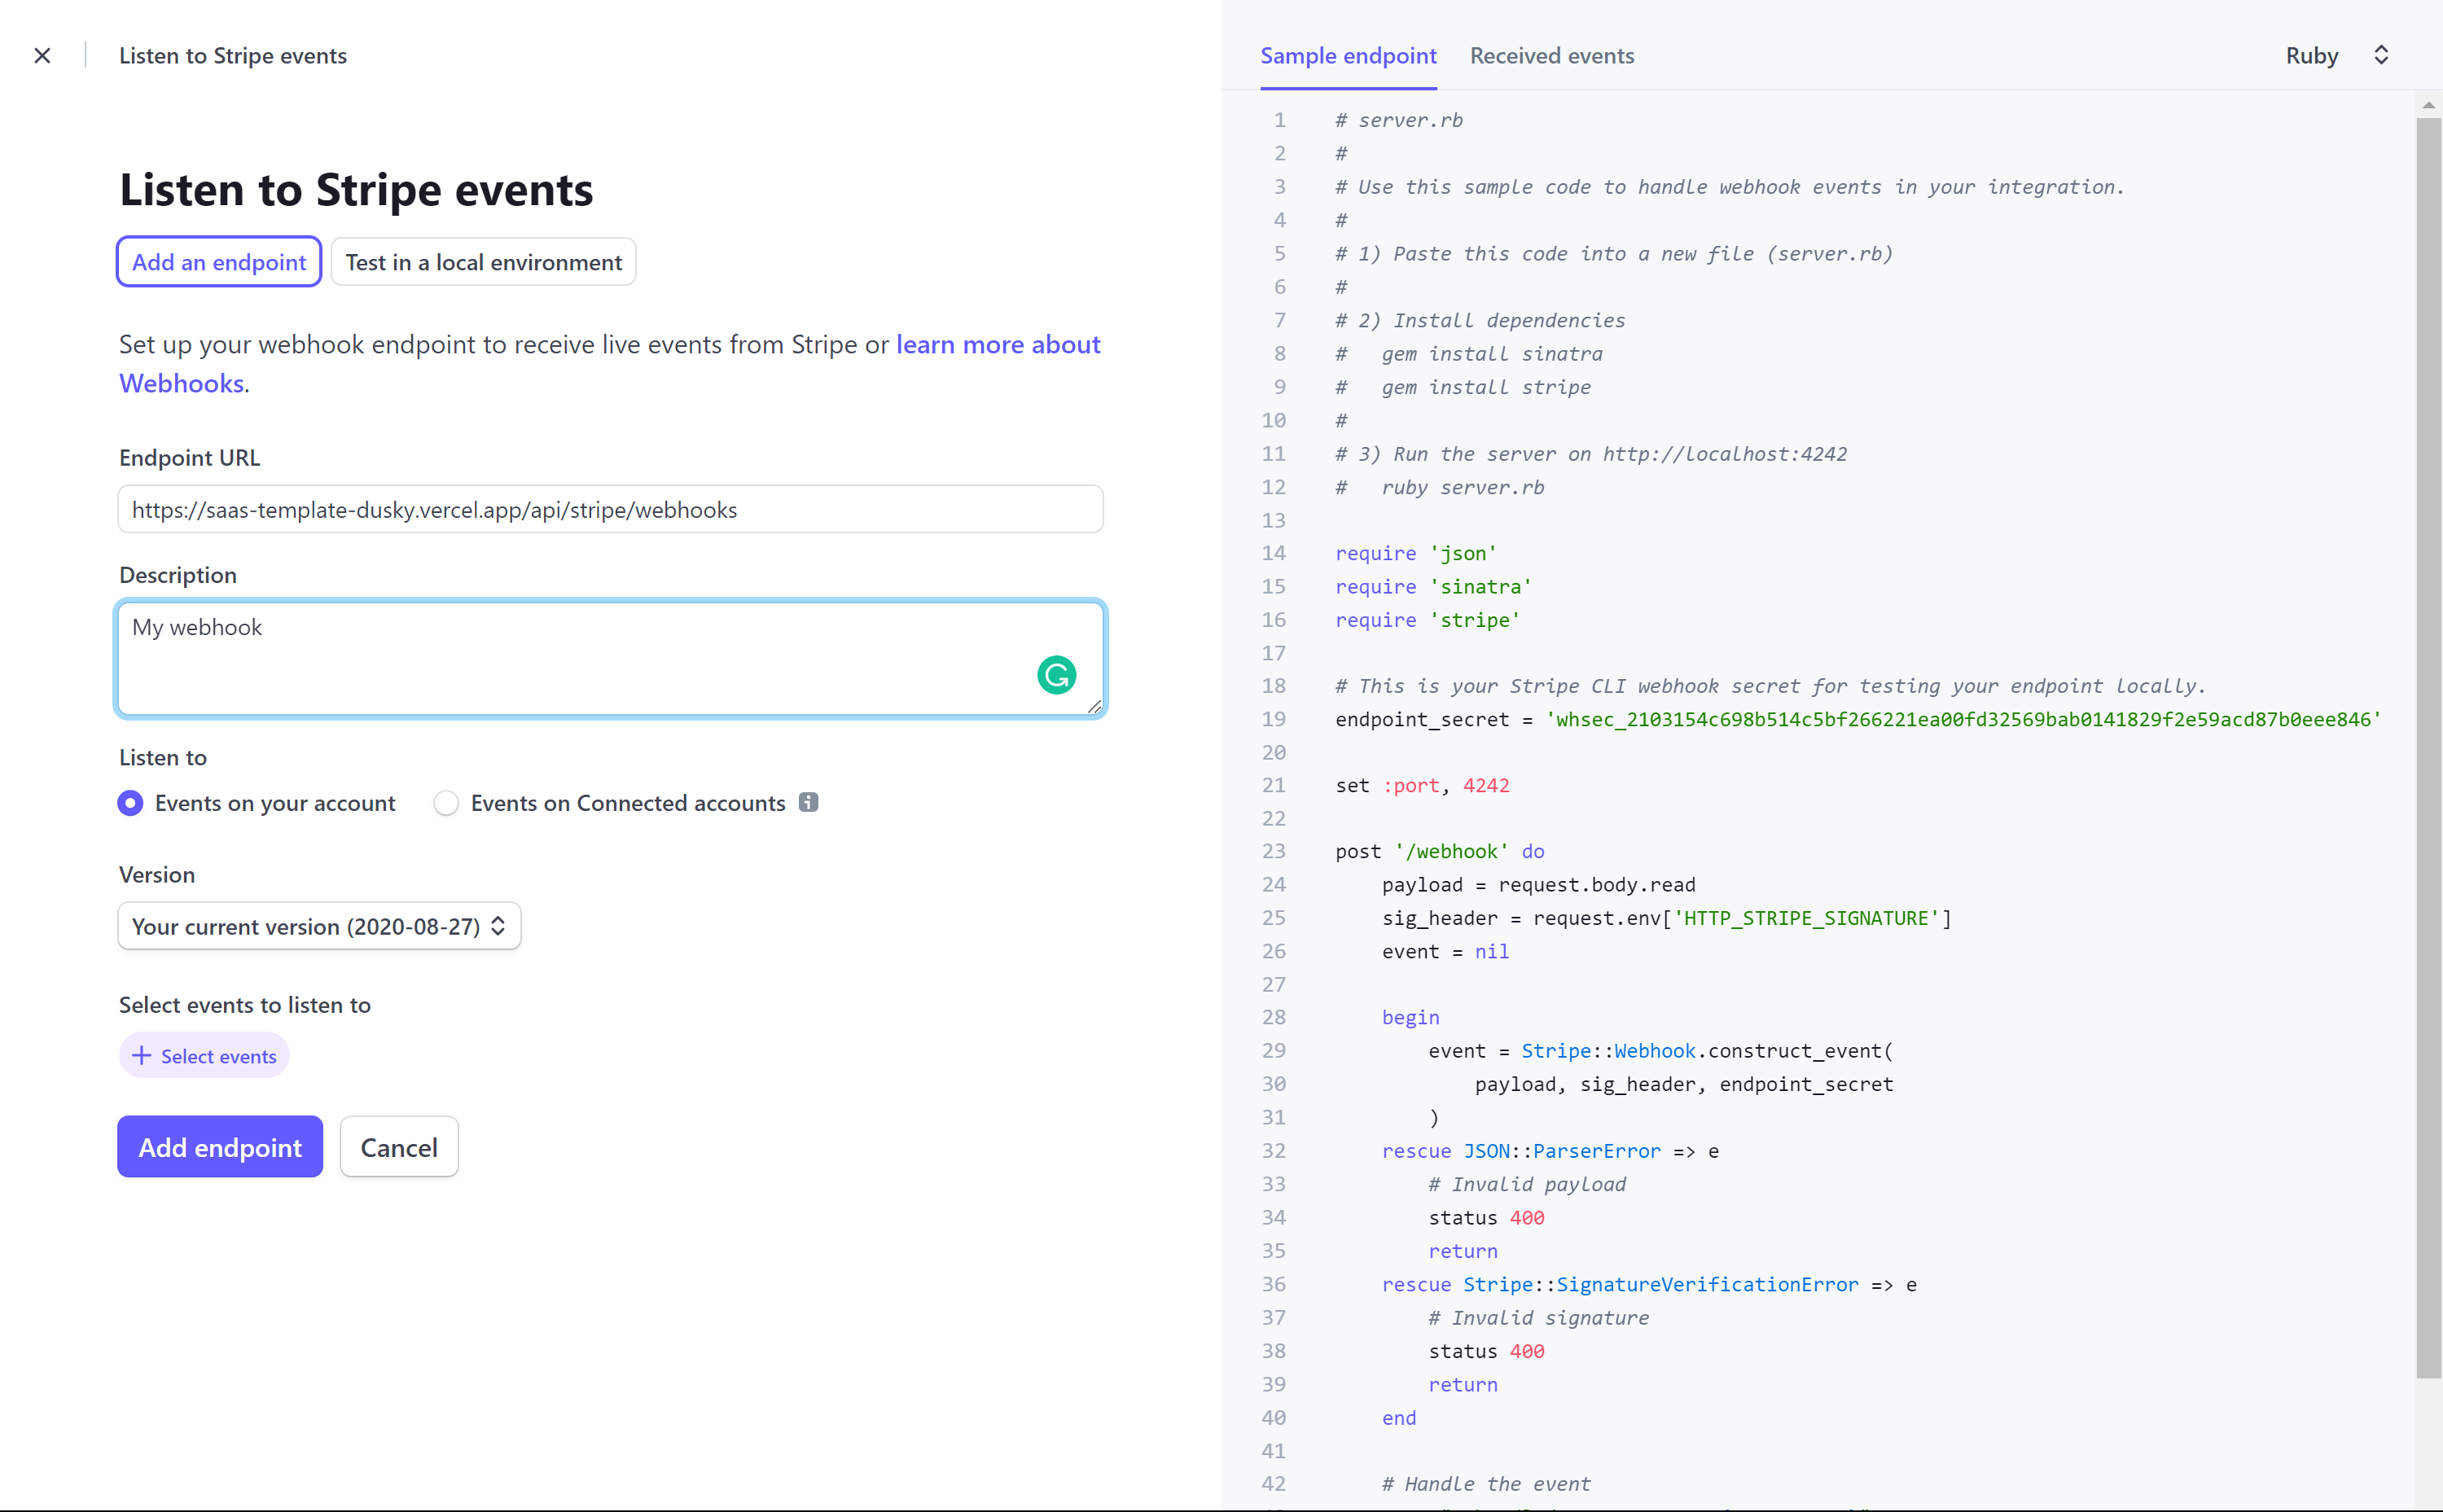 Listen to Stripe events
Listen to Stripe events
Add an endpoint
Test in a local environment
Set up your webhook endpoint to receive live events from Stripe or learn more about
Webhooks.
Endpoint URL
https://saas-template-dusky.vercel.app/api/stripe/webhooks
Description
My webhook
Listen to
Events on your account
Events on Connected accounts
Version
Your current version (2020-08-27)
Select events to listen to
Select events
Add endpoint
Cancel
Sample endpoint
Received events
Ruby
1 # server.rb
2 #
3 # Use this sample code to handle webhook events in your integration.
4 #
5 # 1) Paste this code into a new file (server.rb)
6 #
7 # 2) Install dependencies
8 #   gem install sinatra
9 #   gem install stripe
10 #
11 # 3) Run the server on http://localhost:4242
12 #   ruby server.rb
13
14 require 'json'
15 require 'sinatra'
16 require 'stripe'
17
18 # This is your Stripe CLI webhook secret for testing your endpoint locally.
19 endpoint_secret = 'whsec_2103154c698b514c5bf266221ea00fd32569bab0141829f2e59acd87b0eee846'
20
21 set :port, 4242
22
23 post '/webhook' do
24     payload = request.body.read
25     sig_header = request.env['HTTP_STRIPE_SIGNATURE']
26     event = nil
27
28     begin
29         event = Stripe::Webhook.construct_event(
30             payload, sig_header, endpoint_secret
31         )
32     rescue JSON::ParserError => e
33         # Invalid payload
34         status 400
35         return
36     rescue Stripe::SignatureVerificationError => e
37         # Invalid signature
38         status 400
39         return
40     end
41
42     # Handle the event